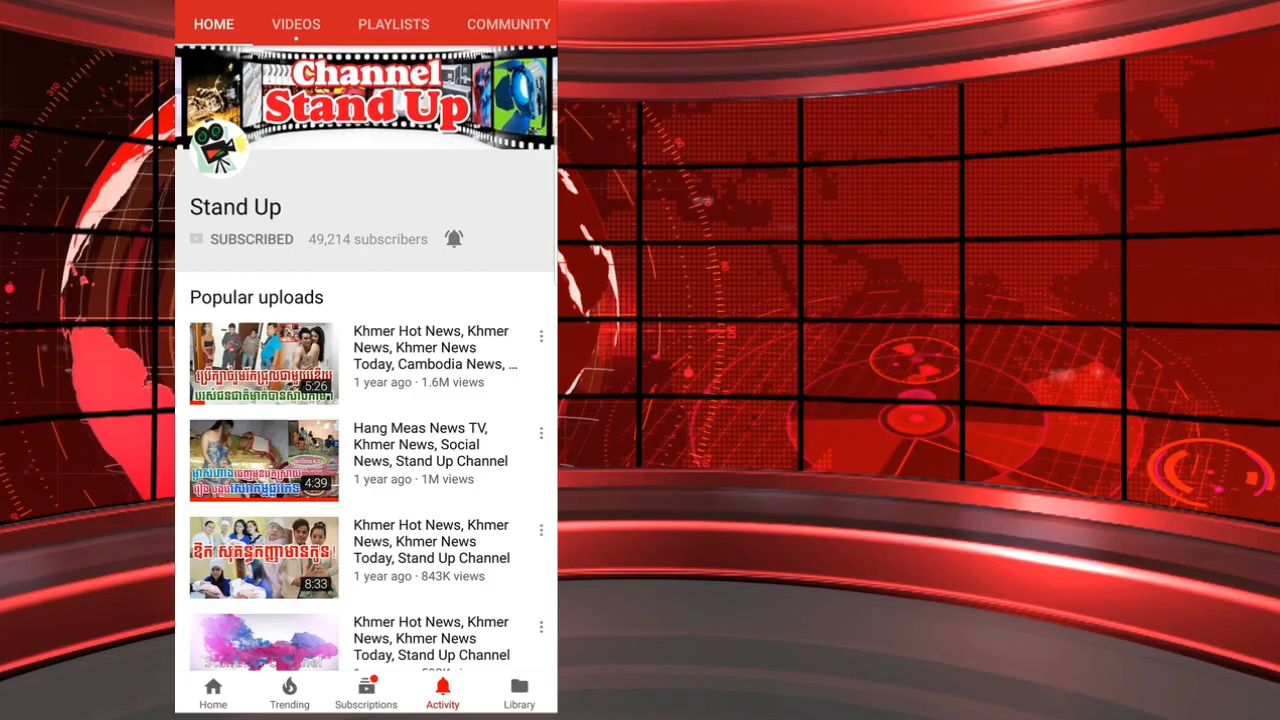 HOME
VIDEOS
PLAYLISTS
COMMUNITY
Channel
Stand Up
Stand Up
SUBSCRIBED
49,214 subscribers
Popular uploads
Khmer Hot News, Khmer
News, Khmer News
Today, Cambodia News, ...
1 year ago · 1.6M views
5:26
Hang Meas News TV,
Khmer News, Social
News, Stand Up Channel
1 year ago · 1M views
4:39
Khmer Hot News, Khmer
News, Khmer News
Today, Stand Up Channel
1 year ago · 843K views
8:33
Khmer Hot News, Khmer
News, Khmer News
Today, Stand Up Channel
Home
Trending
Subscriptions
Activity
Library